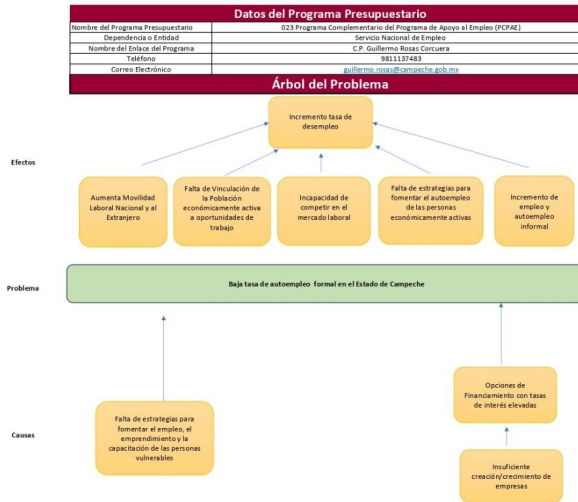 Datos del Programa Presupuestario
Nombre del Programa Presupuestario 023 Programa Complementario del Programa de Apoyo al Empleo (PCPAE)
Dependencia o Entidad Servicio Nacional de Empleo
Nombre del Enlace del Programa C.P. Guillermo Rosas Corcuera
Teléfono 9811137483
Correo Electrónico guillermo.rosas@campeche.gob.mx
Árbol del Problema
Incremento tasa de
desempleo
Efectos
Aumenta Movilidad
Laboral Nacional y al
Extranjero
Falta de Vinculación de
la Población
económicamente activa
a oportunidades de
trabajo
Incapacidad de
competir en el
mercado laboral
Falta de estrategias para
fomentar el autoempleo
de las personas
económicamente activas
Incremento de
empleo y
autoempleo
informal
Problema
Baja tasa de autoempleo formal en el Estado de Campeche
Causas
Falta de estrategias para
fomentar el empleo, el
emprendimiento y la
capacitación de las personas
vulnerables
Opciones de
Financiamiento con tasas
de interés elevadas
Insuficiente
creación/crecimiento de
empresas